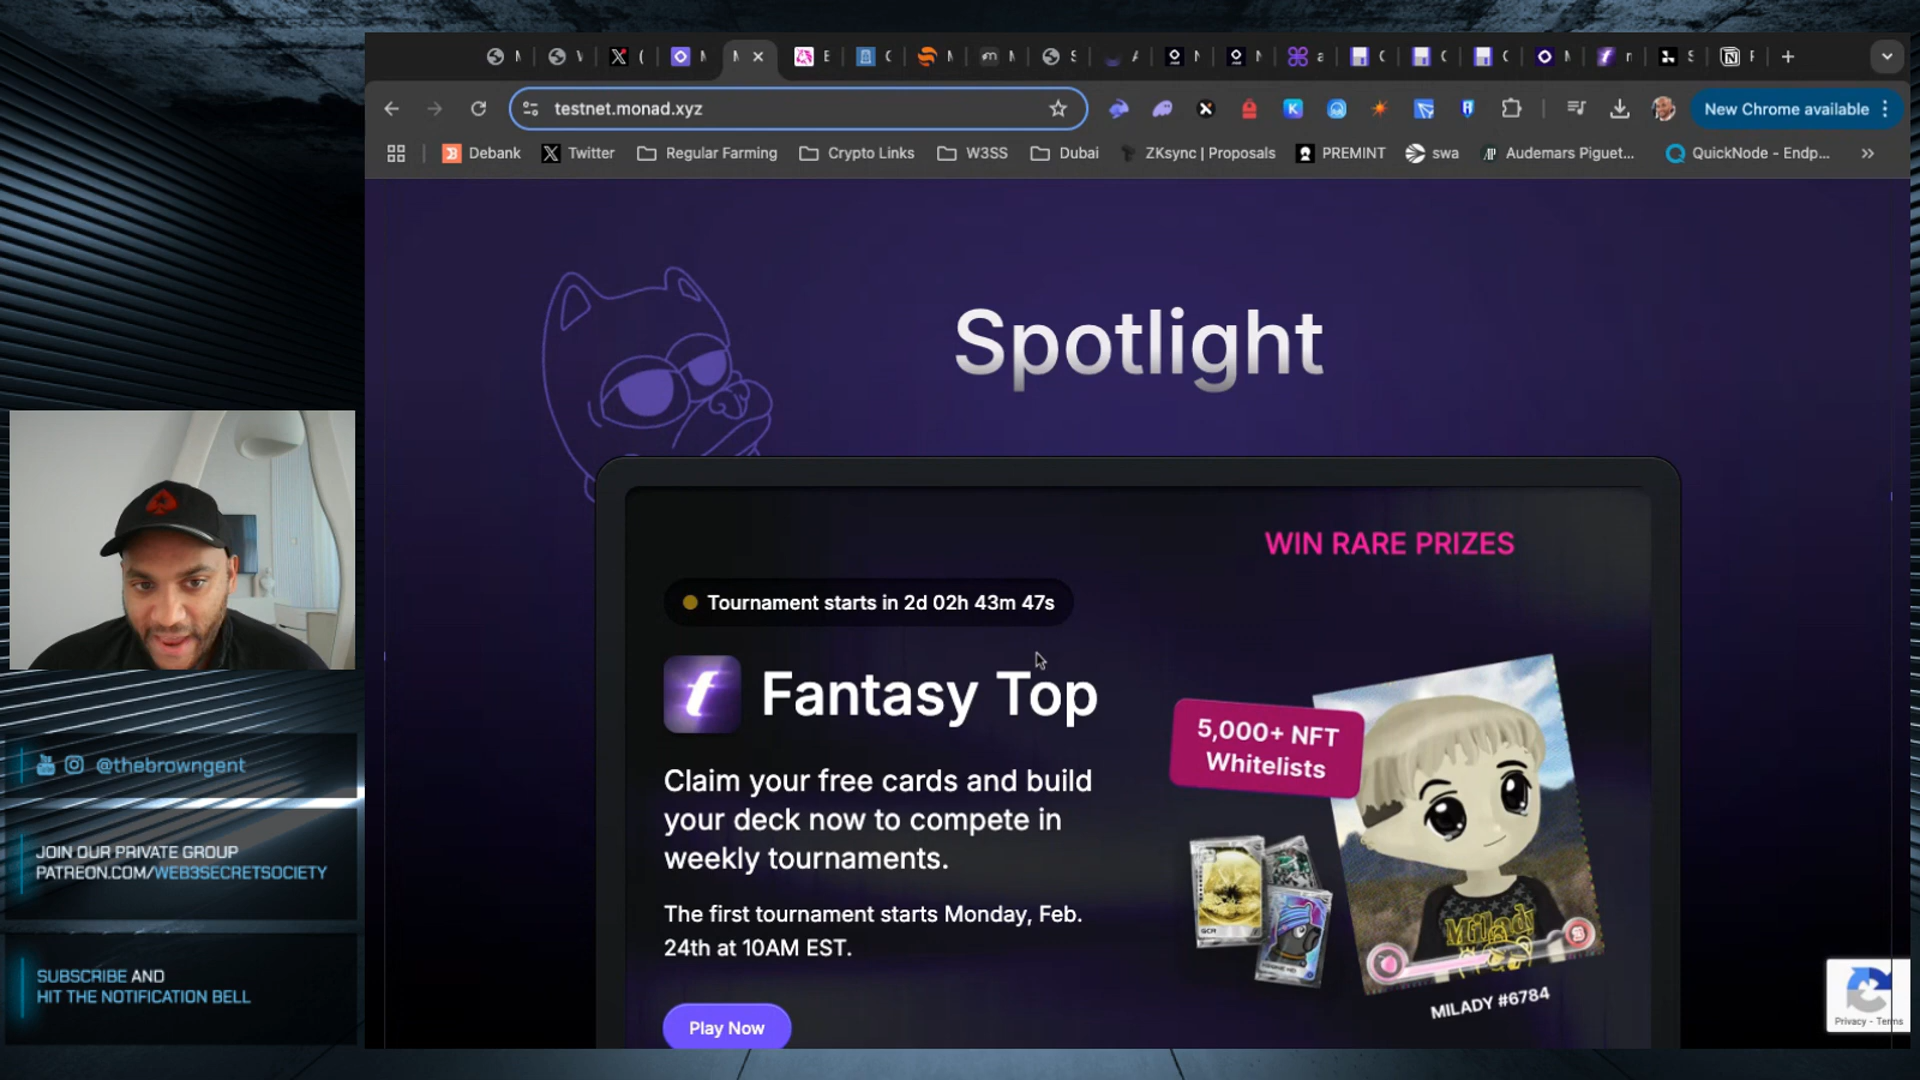 testnet.monad.xyz
New Chrome available
Debank
Twitter
Regular Farming
Crypto Links
W3SS
Dubai
ZKsync | Proposals
PREMINT
swa
Audemars Piguet...
QuickNode - Endp...
Spotlight
WIN RARE PRIZES
Tournament starts in 2d 02h 43m 47s
Fantasy Top
5,000+ NFT
Whitelists
Claim your free cards and build
your deck now to compete in
weekly tournaments.
The first tournament starts Monday, Feb.
24th at 10AM EST.
Play Now
Milady
GCR
MILADY #6784
Privacy - Terms
@thebrowngent
JOIN OUR PRIVATE GROUP
PATREON.COM/WEB3SECRETSOCIETY
SUBSCRIBE AND
HIT THE NOTIFICATION BELL